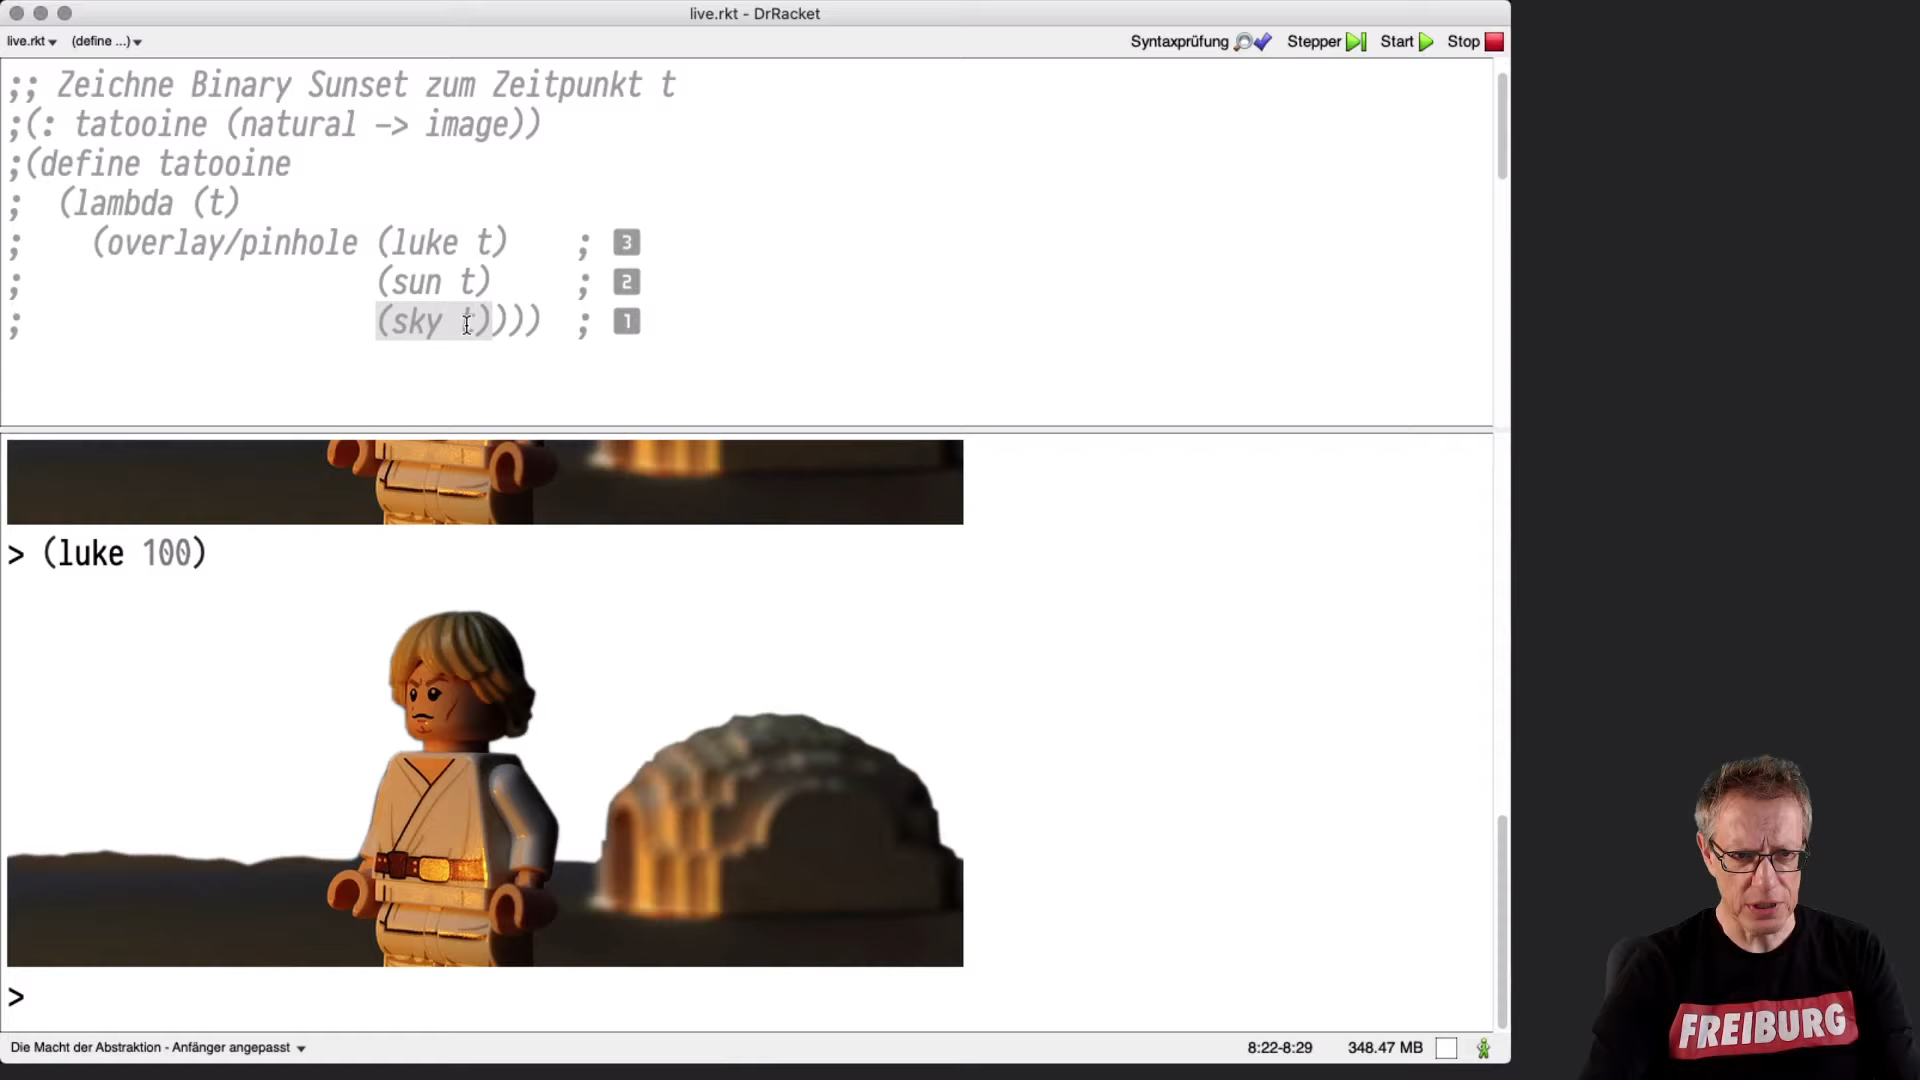 live.rkt - DrRacket
live.rkt (define ...) Syntaxprüfung Stepper Start Stop
;; Zeichne Binary Sunset zum Zeitpunkt t
;(: tatooine (natural -> image))
;(define tatooine
;  (lambda (t)
;    (overlay/pinhole (luke t)    ; 3
;                     (sun t)     ; 2
;                     (sky t))))  ; 1
> (luke 100)
>
Die Macht der Abstraktion - Anfänger angepasst 8:22-8:29 348.47 MB
FREIBURG